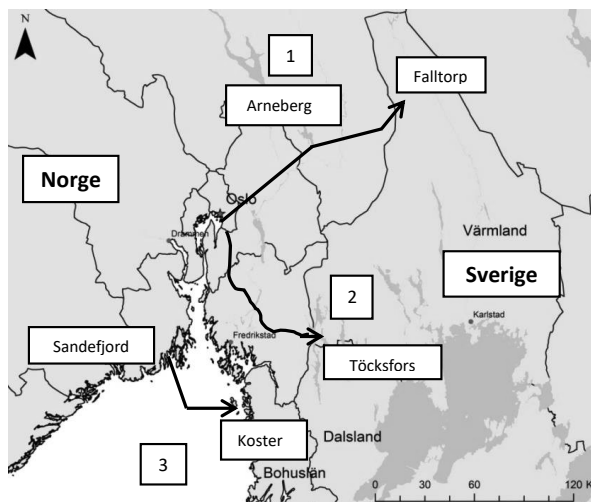 N
1
Falltorp
Arneberg
Norge
Oslo
Drammen
Värmland
Sverige
2
Karlstad
Fredrikstad
Sandefjord
Töcksfors
Koster
Dalsland
3
Bohuslän
0 30 60 120 K